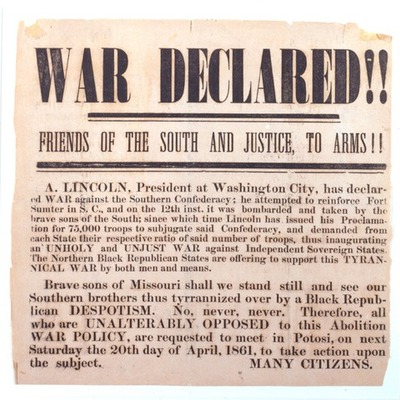 WAR DECLARED!!
FRIENDS OF THE SOUTH AND JUSTICE, TO ARMS!!
A. LINCOLN, President at Washington City, has declar-
ed WAR against the Southern Confederacy; he attempted to reinforce Fort
Sumter in S. C., and on the 12th inst. it was bombarded and taken by the
brave sons of the South; since which time Lincoln has issued his Proclama-
tion for 75,000 troops to subjugate said Confederacy, and demanded from
each State their respective ratio of said number of troops, thus inaugurating
an UNHOLY and UNJUST WAR against Independent Sovereign States.
The Northern Black Republican States are offering to support this TYRAN-
NICAL WAR by both men and means.
Brave sons of Missouri shall we stand still and see our
Southern brothers thus tyrrannized over by a Black Repub-
lican DESPOTISM. No, never, never. Therefore, all
who are UNALTERABLY OPPOSED to this Abolition
WAR POLICY, are requested to meet in Potosi, on next
Saturday the 20th day of April, 1861, to take action upon
the subject. MANY CITIZENS.